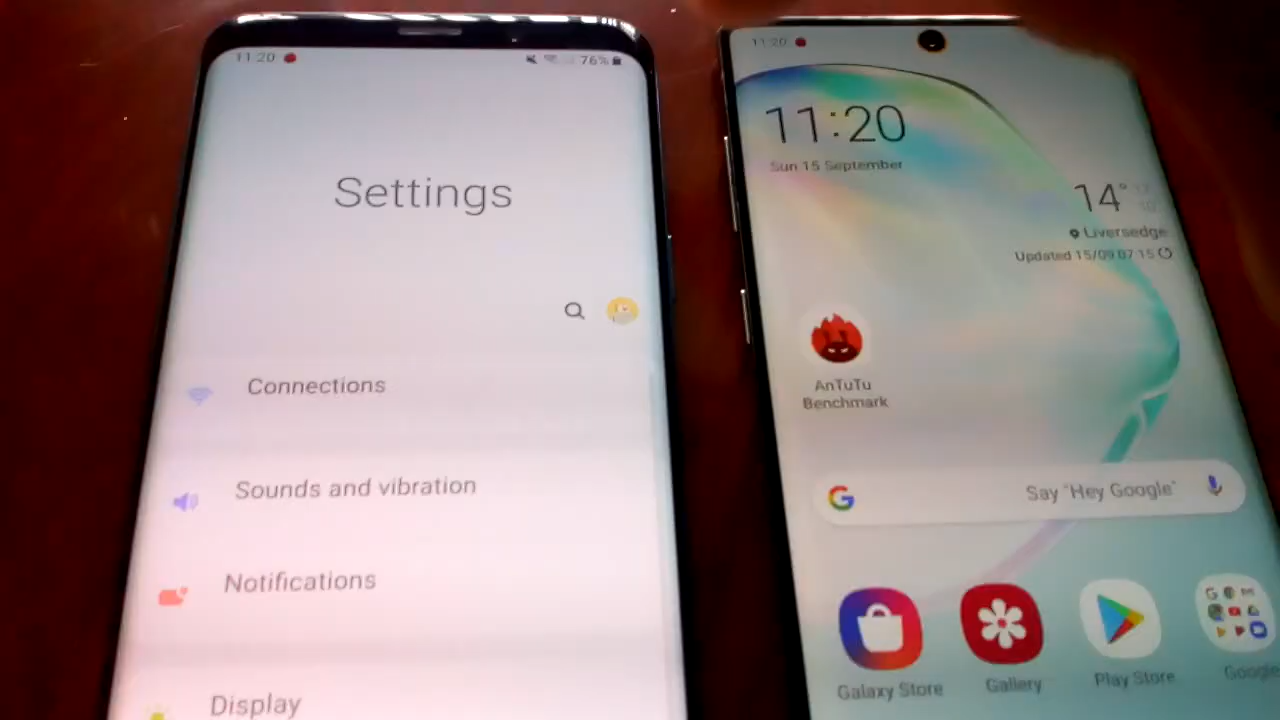 11:20
76%
Settings
Connections
Sounds and vibration
Notifications
Display
11:20
11:20
Sun 15 September
14°
Liversedge
Updated 15/09 07:15
AnTuTu
Benchmark
G
Say "Hey Google"
Galaxy Store
Gallery
Play Store
Google